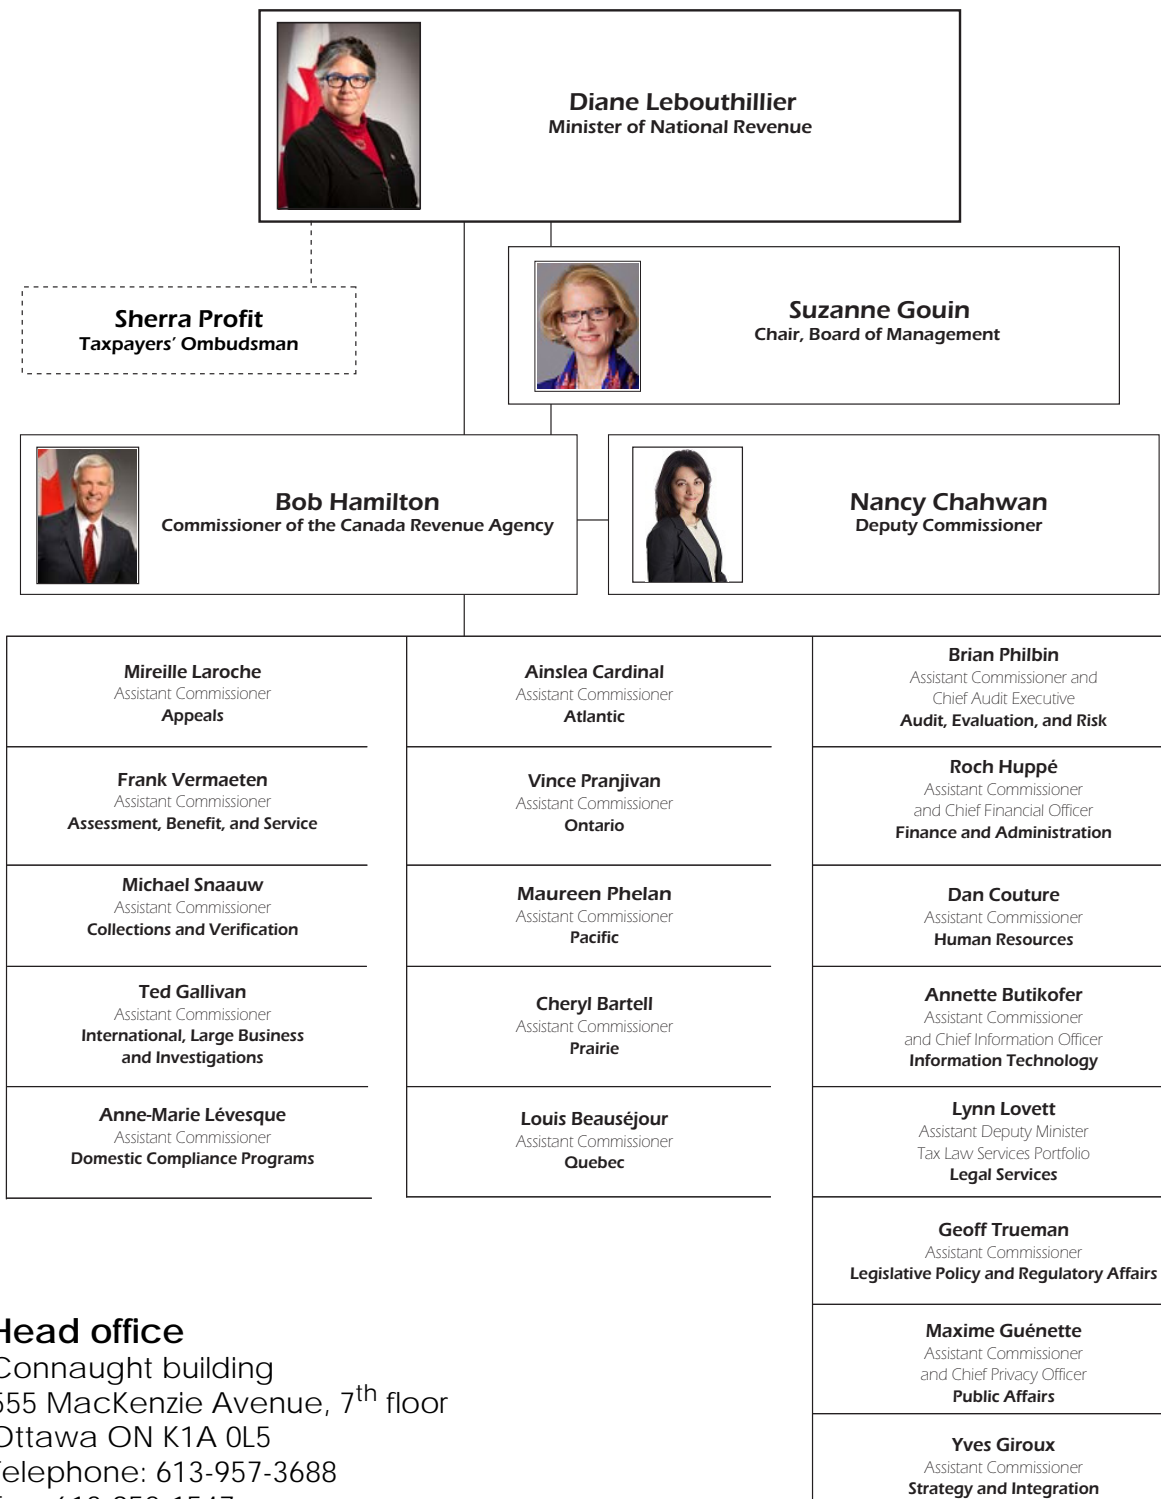 Diane Lebouthillier
Minister of National Revenue
Sherra Profit
Taxpayers’ Ombudsman
Suzanne Gouin
Chair, Board of Management
Bob Hamilton
Commissioner of the Canada Revenue Agency
Nancy Chahwan
Deputy Commissioner
Mireille Laroche
Assistant Commissioner
Appeals
Frank Vermaeten
Assistant Commissioner
Assessment, Benefit, and Service
Michael Snaauw
Assistant Commissioner
Collections and Verification
Ted Gallivan
Assistant Commissioner
International, Large Business
and Investigations
Anne-Marie Lévesque
Assistant Commissioner
Domestic Compliance Programs
Ainslea Cardinal
Assistant Commissioner
Atlantic
Vince Pranjivan
Assistant Commissioner
Ontario
Maureen Phelan
Assistant Commissioner
Pacific
Cheryl Bartell
Assistant Commissioner
Prairie
Louis Beauséjour
Assistant Commissioner
Quebec
Brian Philbin
Assistant Commissioner and
Chief Audit Executive
Audit, Evaluation, and Risk
Roch Huppé
Assistant Commissioner
and Chief Financial Officer
Finance and Administration
Dan Couture
Assistant Commissioner
Human Resources
Annette Butikofer
Assistant Commissioner
and Chief Information Officer
Information Technology
Lynn Lovett
Assistant Deputy Minister
Tax Law Services Portfolio
Legal Services
Geoff Trueman
Assistant Commissioner
Legislative Policy and Regulatory Affairs
Maxime Guénette
Assistant Commissioner
and Chief Privacy Officer
Public Affairs
Yves Giroux
Assistant Commissioner
Strategy and Integration
Head office
Connaught building
555 MacKenzie Avenue, 7th floor
Ottawa ON K1A 0L5
Telephone: 613-957-3688